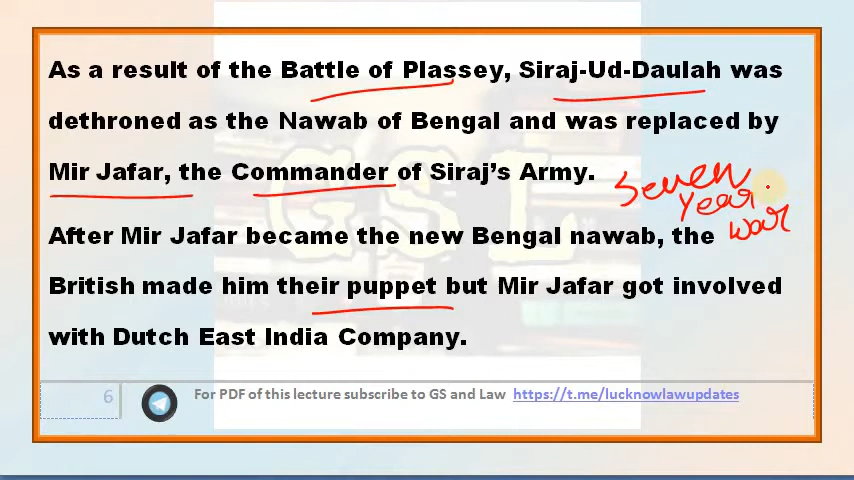 As a result of the Battle of Plassey, Siraj-Ud-Daulah was
dethroned as the Nawab of Bengal and was replaced by
Mir Jafar, the Commander of Siraj's Army.
Seven
year
war
After Mir Jafar became the new Bengal nawab, the
British made him their puppet but Mir Jafar got involved
with Dutch East India Company.
GSL
6
For PDF of this lecture subscribe to GS and Law https://t.me/lucknowlawupdates